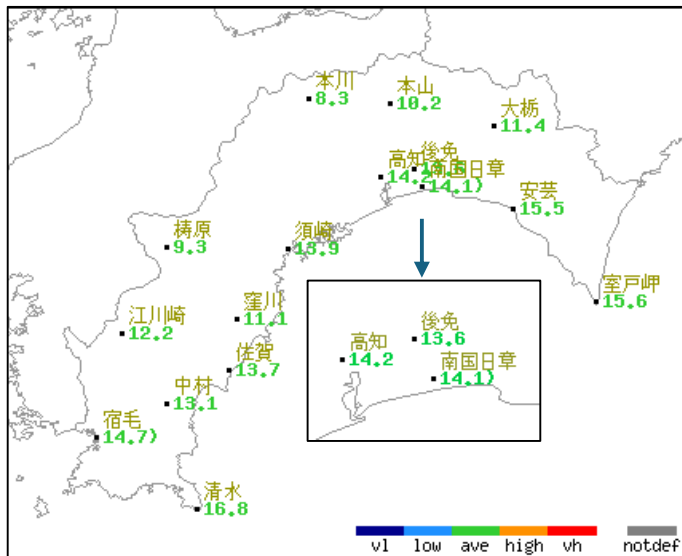 本川
8.3
本山
10.2
大栃
11.4
高知
14.2
後免
13.6
南国日章
14.1)
安芸
15.5
梼原
9.3
須崎
13.9
室戸岬
15.6
窪川
11.1
江川崎
12.2
佐賀
13.7
中村
13.1
宿毛
14.7)
清水
16.8
後免
13.6
高知
14.2
南国日章
14.1)
vl low ave high vh notdef